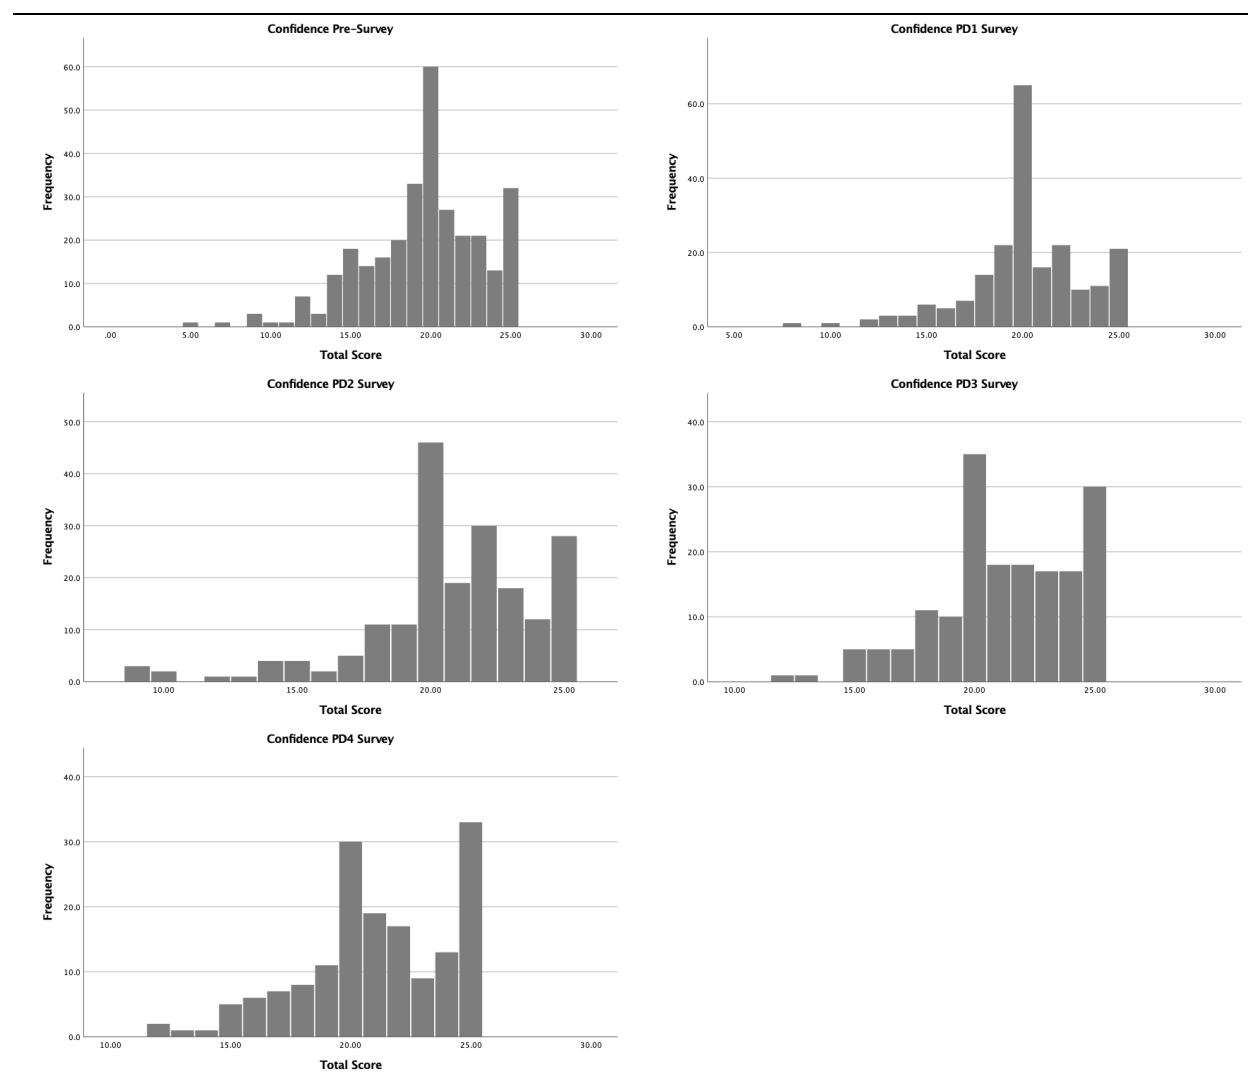 Confidence Pre-Survey
Frequency
60.0
50.0
40.0
30.0
20.0
10.0
0.0
.00 5.00 10.00 15.00 20.00 25.00 30.00
Total Score
Confidence PD1 Survey
Frequency
60.0
40.0
20.0
0.0
5.00 10.00 15.00 20.00 25.00 30.00
Total Score
Confidence PD2 Survey
Frequency
50.0
40.0
30.0
20.0
10.0
0.0
10.00 15.00 20.00 25.00
Total Score
Confidence PD3 Survey
Frequency
40.0
30.0
20.0
10.0
0.0
10.00 15.00 20.00 25.00 30.00
Total Score
Confidence PD4 Survey
Frequency
40.0
30.0
20.0
10.0
0.0
10.00 15.00 20.00 25.00 30.00
Total Score